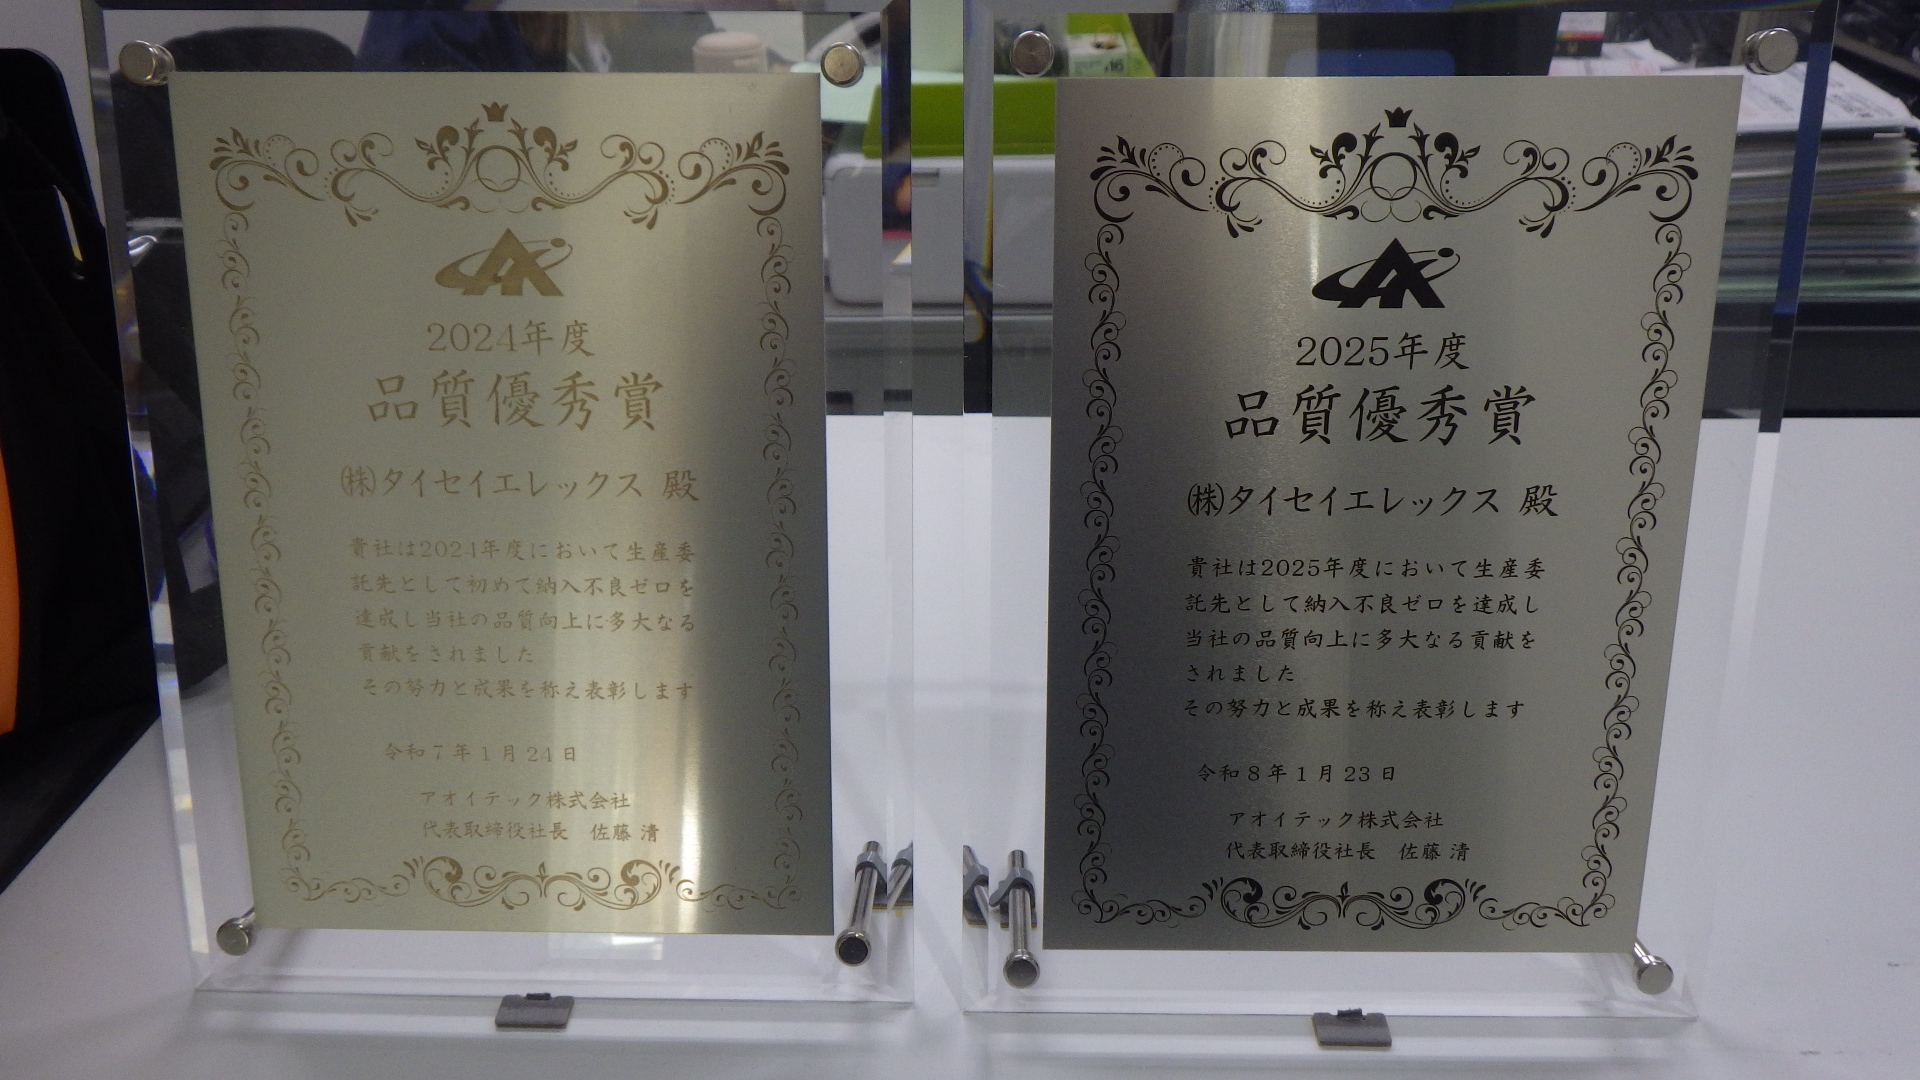 2024年度
品質優秀賞
㈱タイセイエレックス 殿
貴社は2024年度において生産委
託先として初めて納入不良ゼロを
達成し当社の品質向上に多大なる
貢献をされました
その努力と成果を称え表彰します
令和7年1月24日
アオイテック株式会社
代表取締役社長 佐藤 清
2025年度
品質優秀賞
㈱タイセイエレックス 殿
貴社は2025年度において生産委
託先として納入不良ゼロを達成し
当社の品質向上に多大なる貢献を
されました
その努力と成果を称え表彰します
令和8年1月23日
アオイテック株式会社
代表取締役社長 佐藤 清